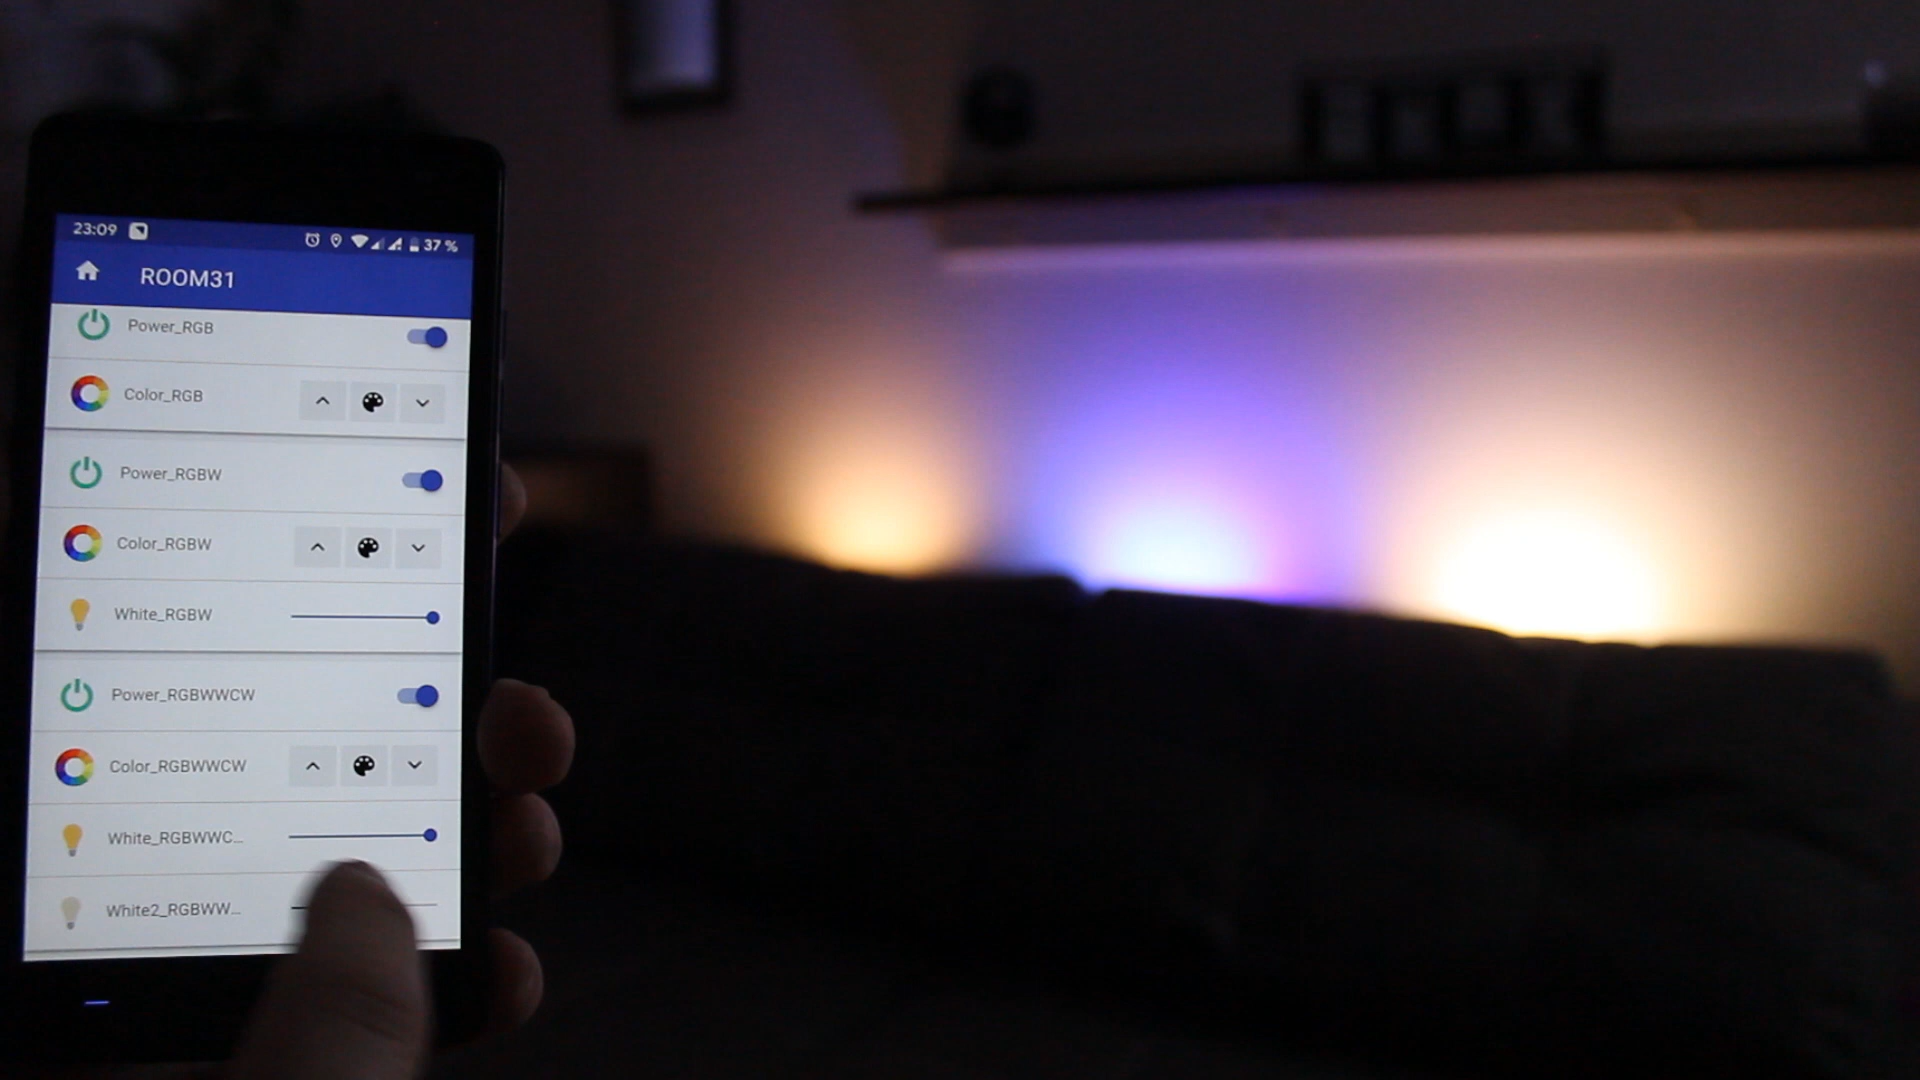 23:09 37 %
ROOM31
Power_RGB
Color_RGB
Power_RGBW
Color_RGBW
White_RGBW
Power_RGBWWCW
Color_RGBWWCW
White_RGBWWC...
White2_RGBWW...